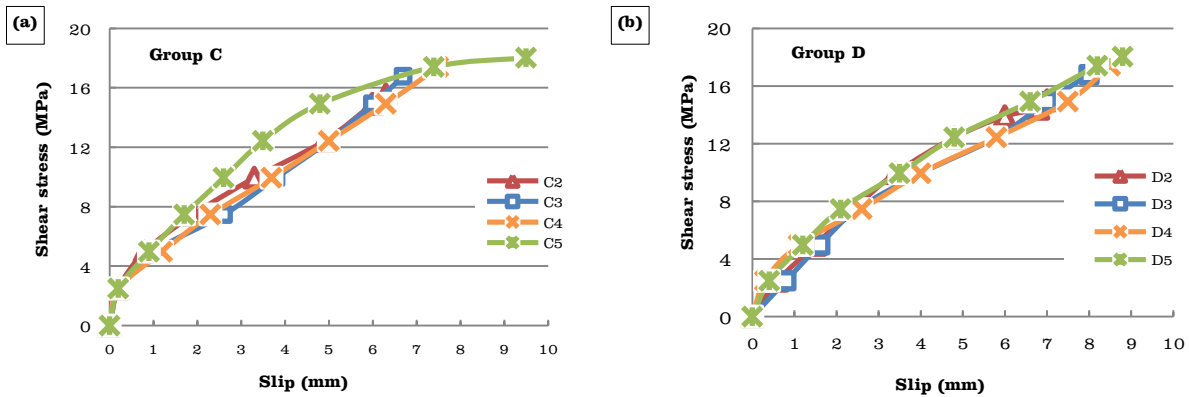 (a)
Group C
Shear stress (MPa)
20
16
12
8
4
0
0 1 2 3 4 5 6 7 8 9 10
Slip (mm)
C2
C3
C4
C5
(b)
Group D
Shear stress (MPa)
20
16
12
8
4
0
0 1 2 3 4 5 6 7 8 9 10
Slip (mm)
D2
D3
D4
D5